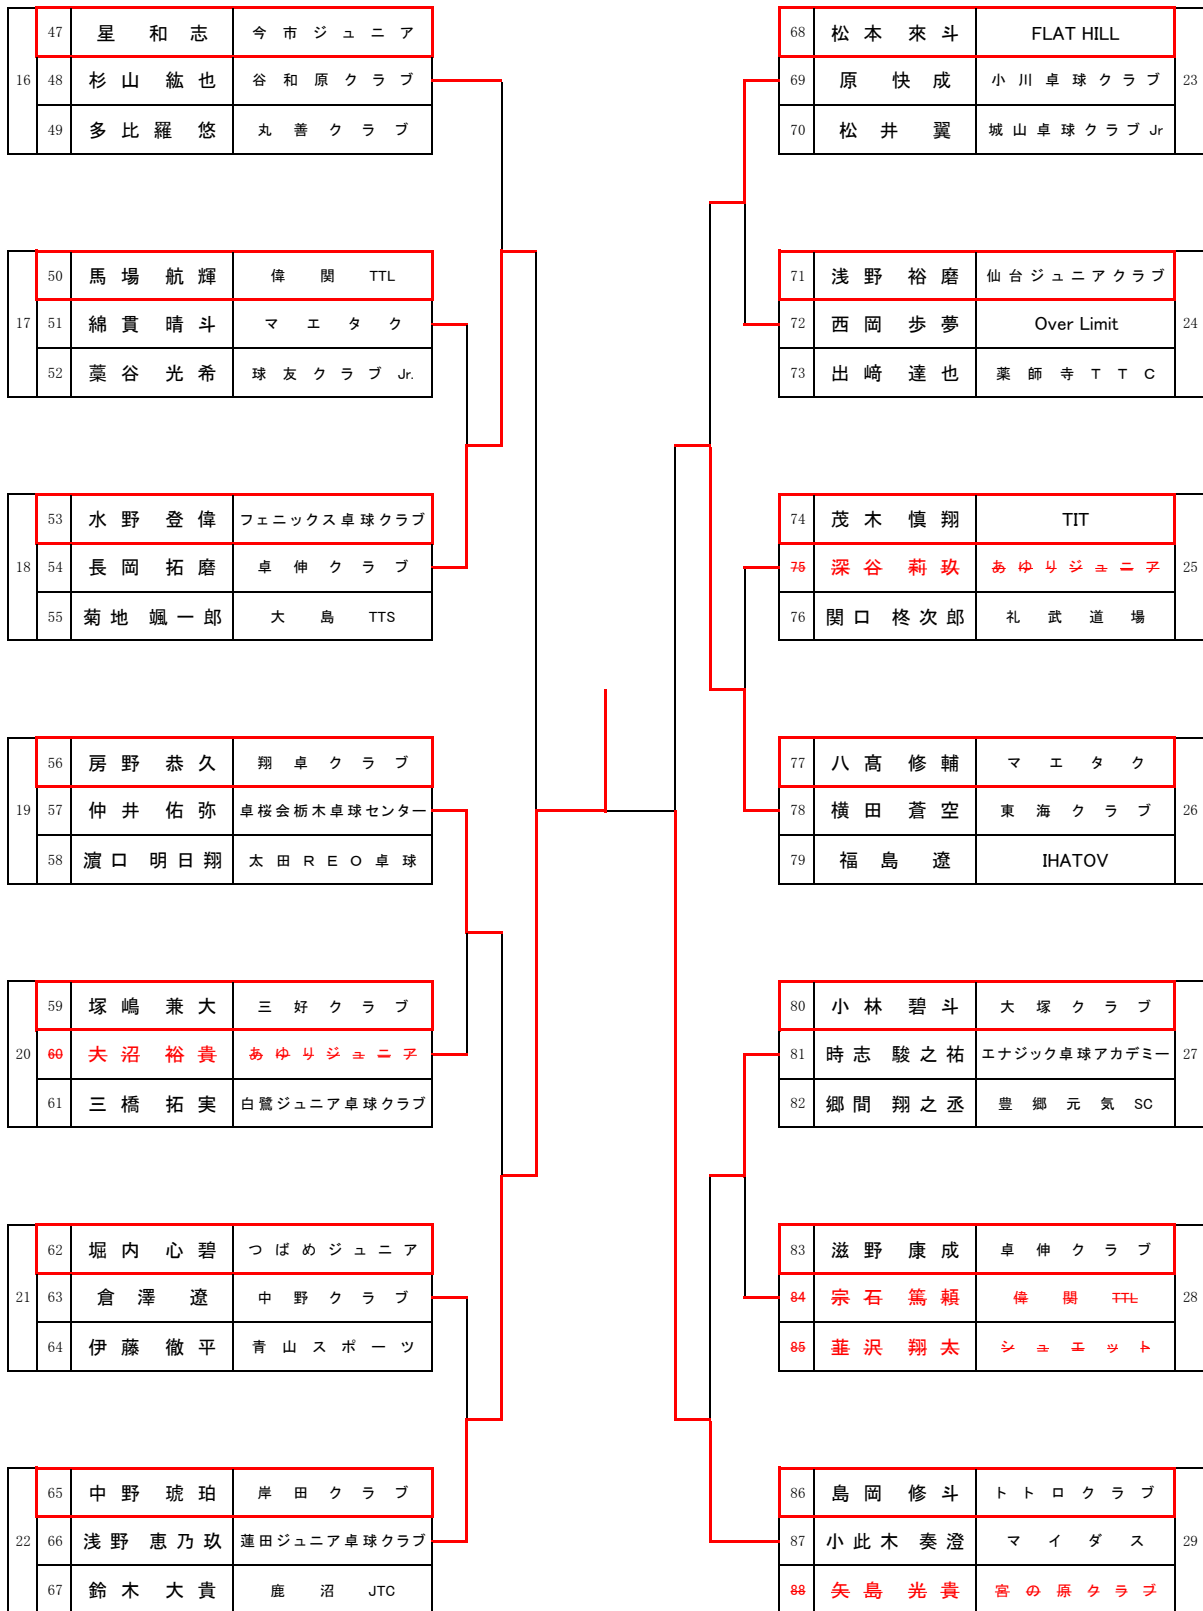 47 星 和志 今市ジュニア
16 48 杉山 紘也 谷和原クラブ
49 多比羅 悠 丸善クラブ
50 馬場 航輝 偉関 TTL
17 51 綿貫 晴斗 マエタク
52 藁谷 光希 球友クラブ Jr.
53 水野 登偉 フェニックス卓球クラブ
18 54 長岡 拓磨 卓伸クラブ
55 菊地 颯一郎 大島 TTS
56 房野 恭久 翔卓クラブ
19 57 仲井 佑弥 卓桜会栃木卓球センター
58 濵口 明日翔 太田REO卓球
59 塚嶋 兼大 三好クラブ
20 60 大沼 裕貴 あゆりジュニア
61 三橋 拓実 白鷺ジュニア卓球クラブ
62 堀内 心碧 つばめジュニア
21 63 倉澤 遼 中野クラブ
64 伊藤 徹平 青山スポーツ
65 中野 琥珀 岸田クラブ
22 66 浅野 恵乃玖 蓮田ジュニア卓球クラブ
67 鈴木 大貴 鹿沼 JTC
68 松本 來斗 FLAT HILL
69 原 快成 小川卓球クラブ 23
70 松井 翼 城山卓球クラブ Jr
71 浅野 裕磨 仙台ジュニアクラブ
72 西岡 歩夢 Over Limit 24
73 出﨑 達也 薬師寺TTC
74 茂木 慎翔 TIT
75 深谷 莉玖 あゆりジュニア 25
76 関口 柊次郎 礼武道場
77 八髙 修輔 マエタク
78 横田 蒼空 東海クラブ 26
79 福島 遼 IHATOV
80 小林 碧斗 大塚クラブ
81 時志 駿之祐 エナジック卓球アカデミー 27
82 郷間 翔之丞 豊郷元気 SC
83 滋野 康成 卓伸クラブ
84 宗石 篤頼 偉関 TTL 28
85 韮沢 翔太 シュエット
86 島岡 修斗 トトロクラブ
87 小此木 奏澄 マイダス 29
88 矢島 光貴 宮の原クラブ